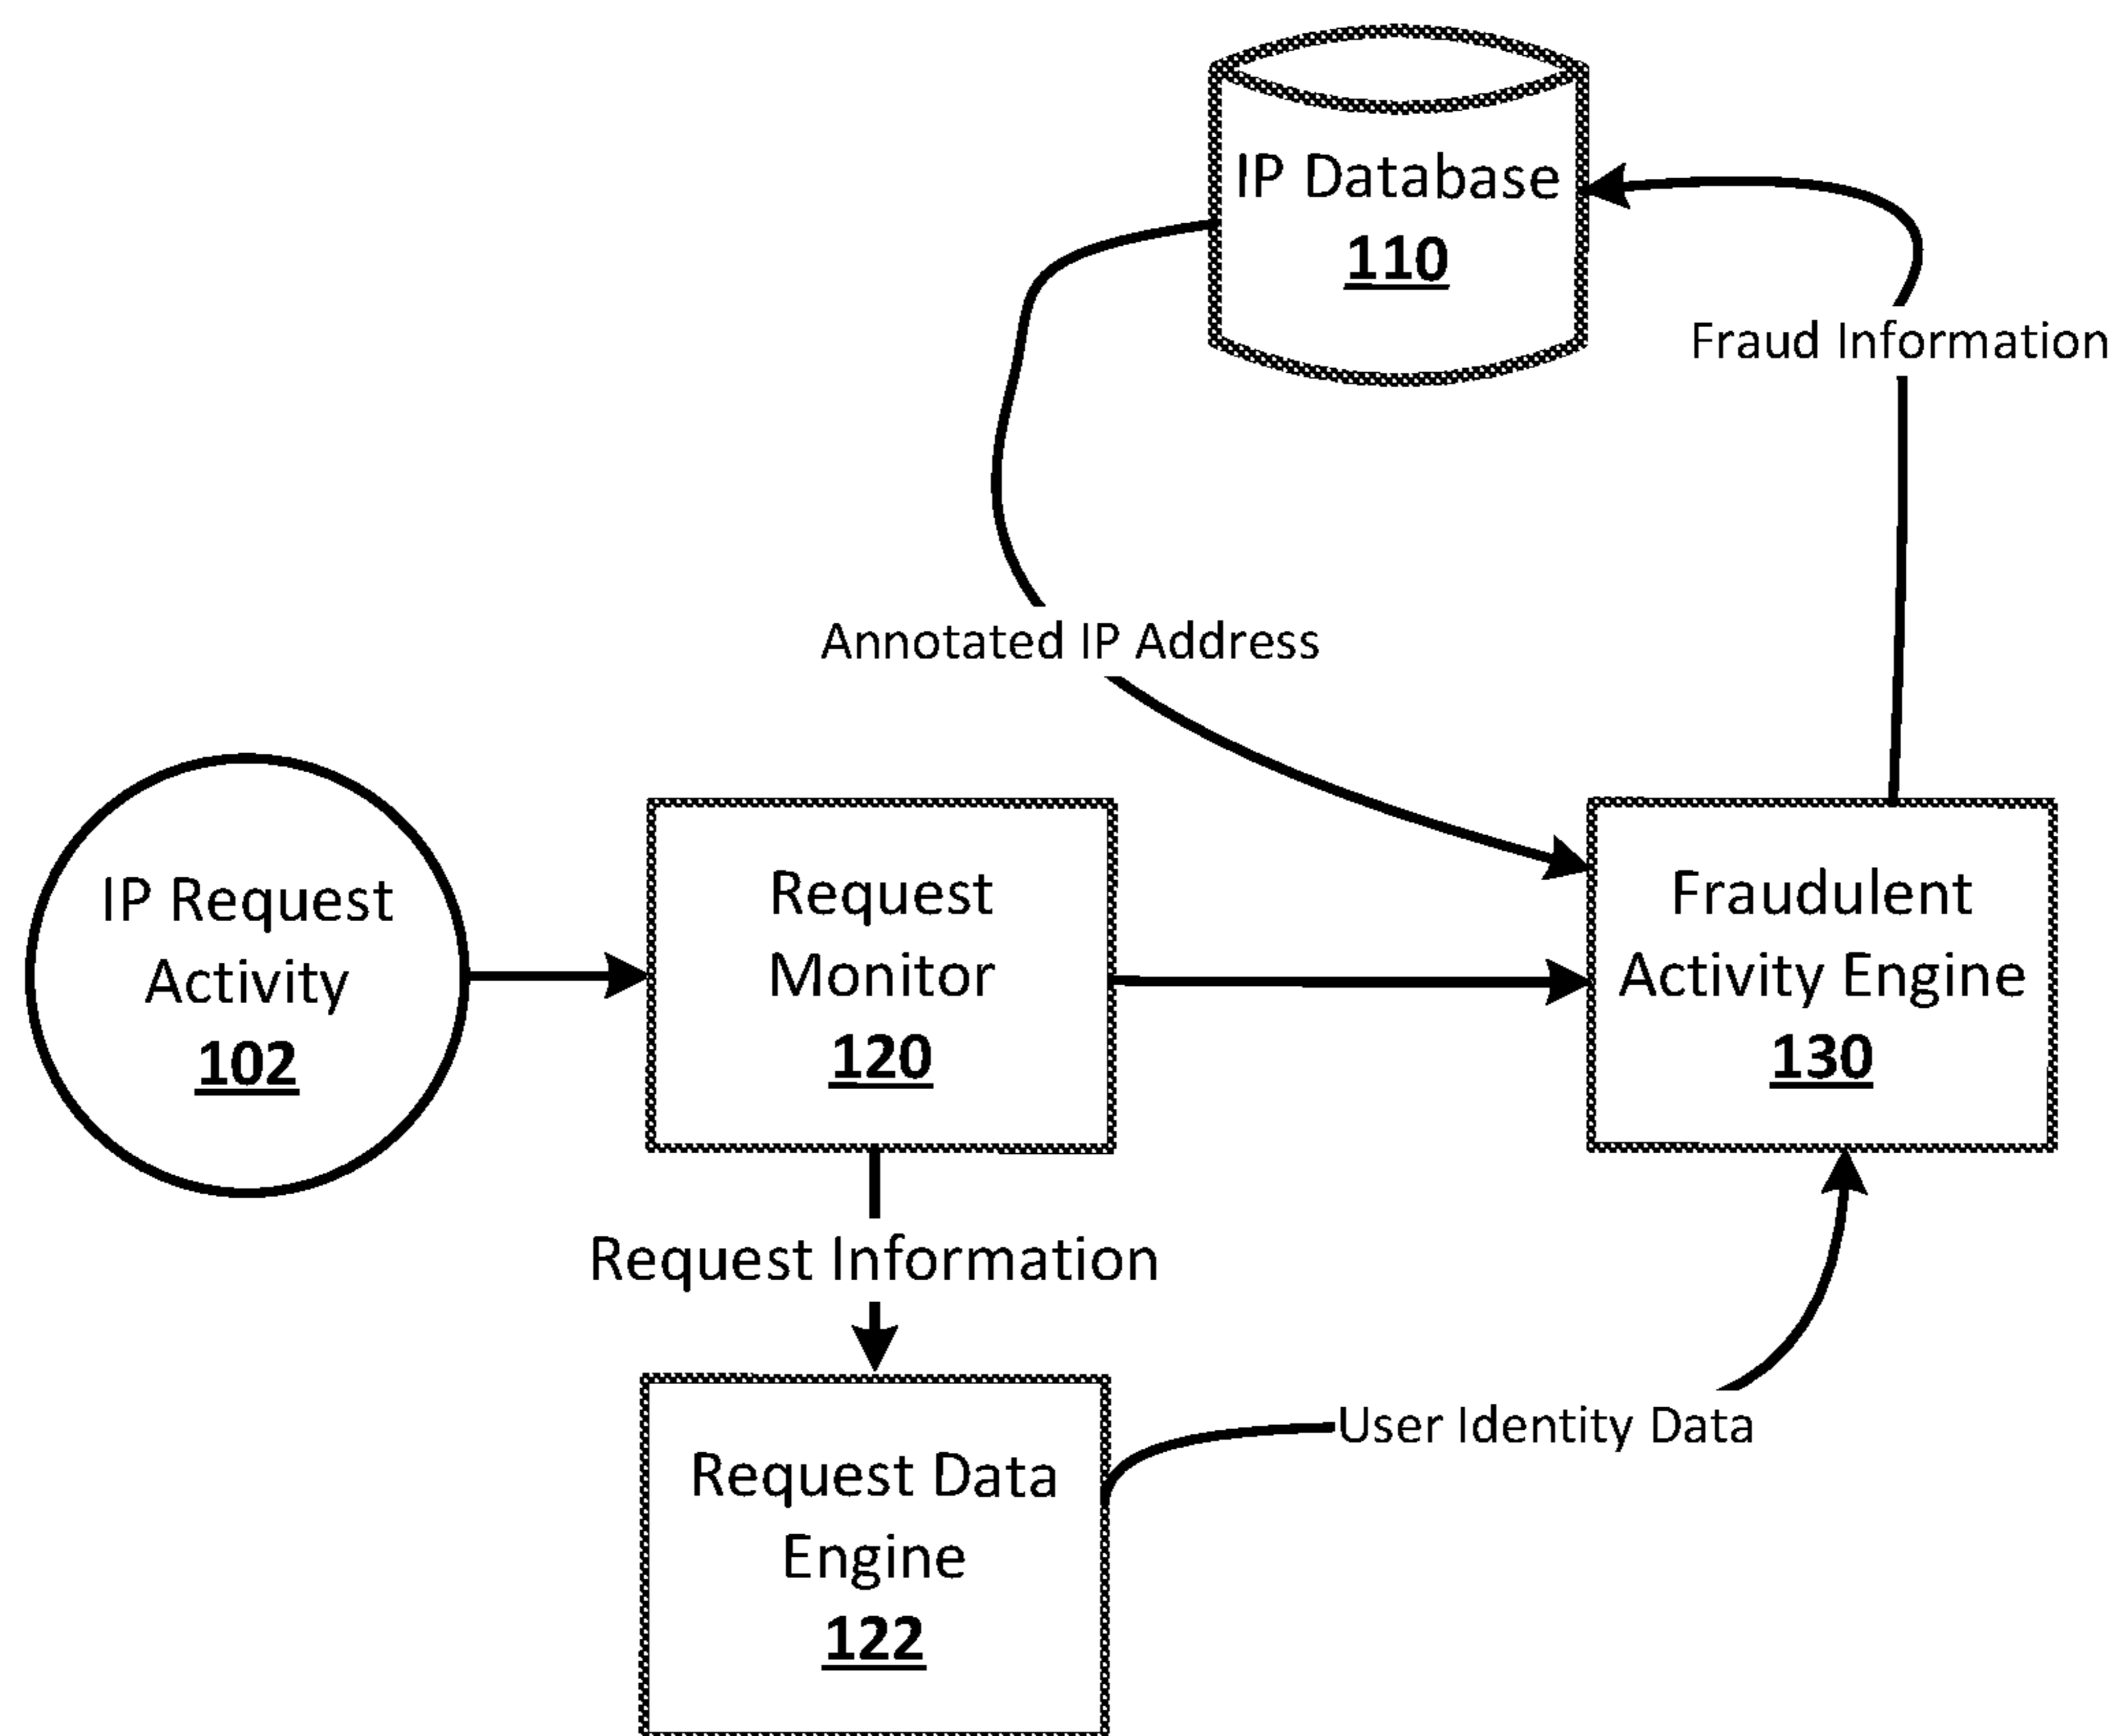 IP Database
110
Fraud Information
Annotated IP Address
IP Request
Activity
102
Request
Monitor
120
Fraudulent
Activity Engine
130
Request Information
User Identity Data
Request Data
Engine
122